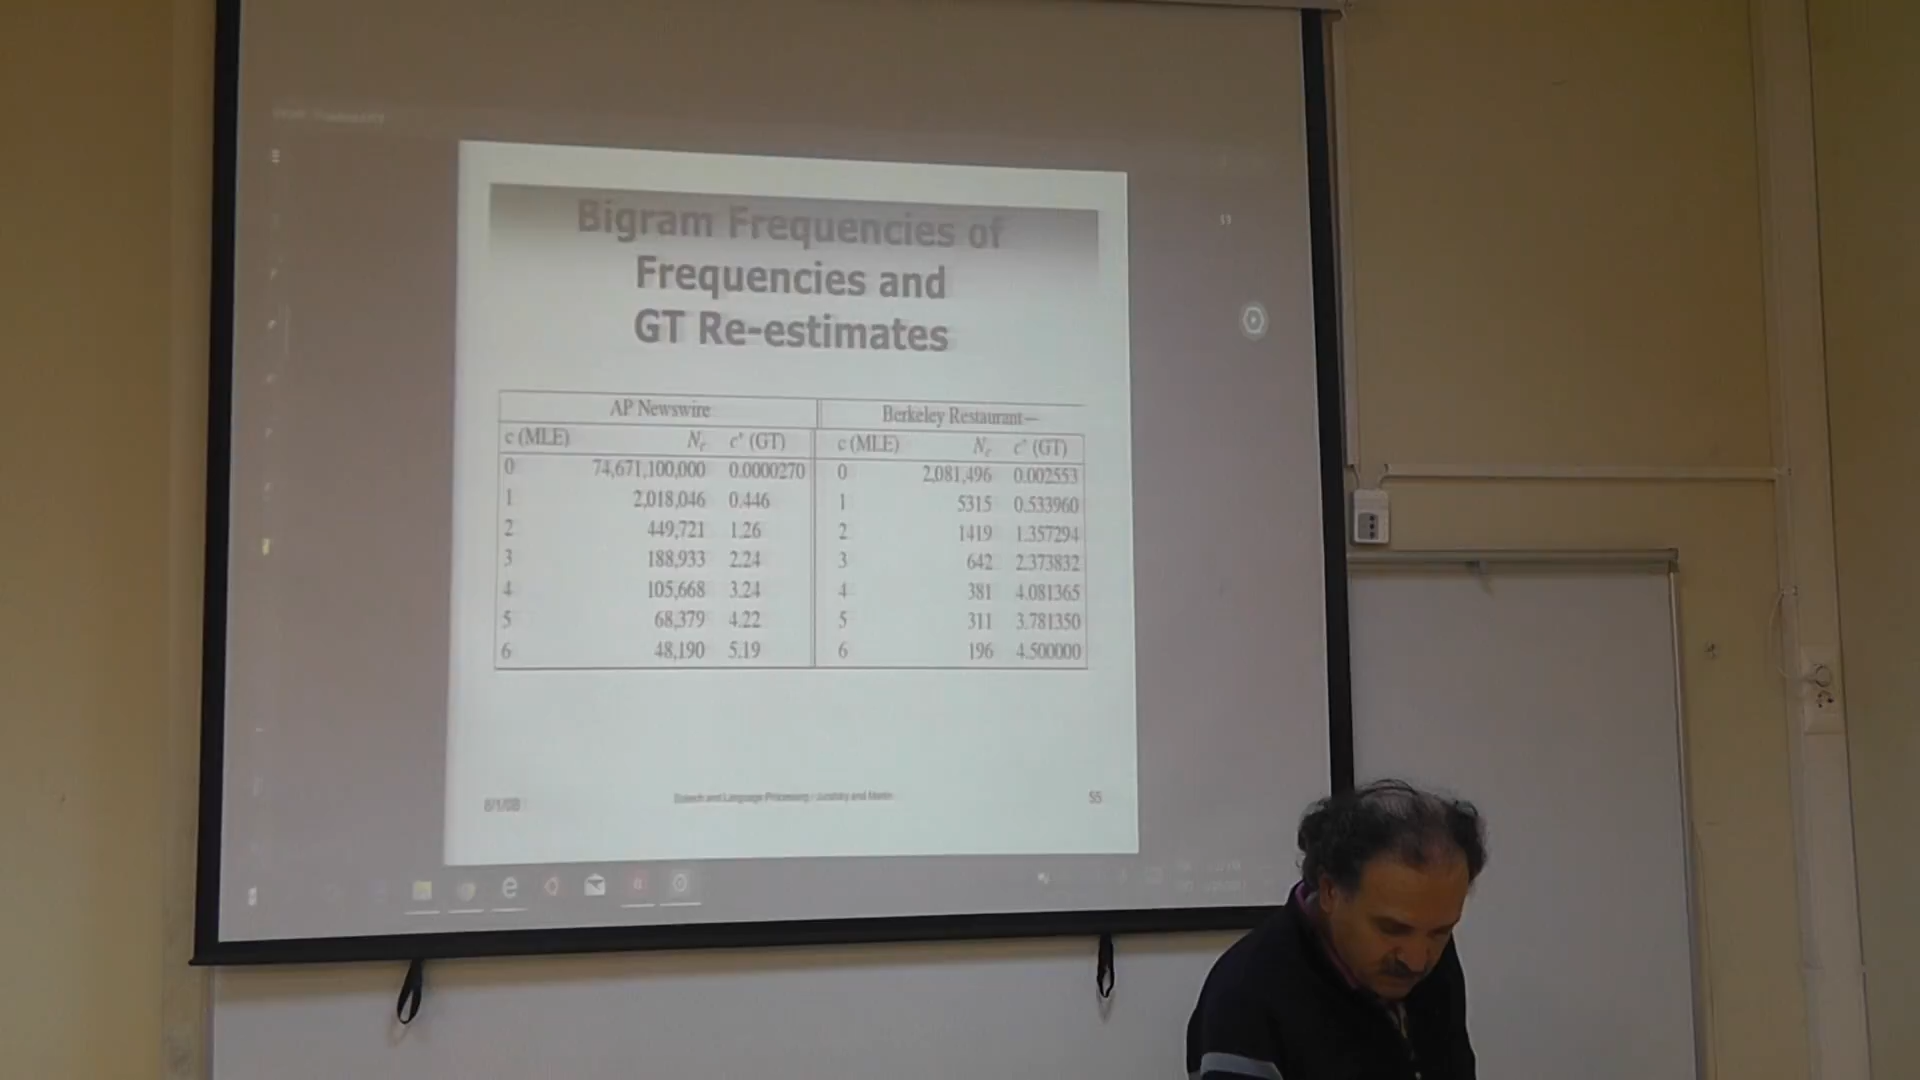 Bigram Frequencies of
Frequencies and
GT Re-estimates
AP Newswire Berkeley Restaurant—
c (MLE) Nc c* (GT) c (MLE) Nc c* (GT)
0 74,671,100,000 0.0000270 0 2,081,496 0.002553
1 2,018,046 0.446 1 5315 0.533960
2 449,721 1.26 2 1419 1.357294
3 188,933 2.24 3 642 2.373832
4 105,668 3.24 4 381 4.081365
5 68,379 4.22 5 311 3.781350
6 48,190 5.19 6 196 4.500000
8/1/08 Speech and Language Processing - Jurafsky and Martin 55